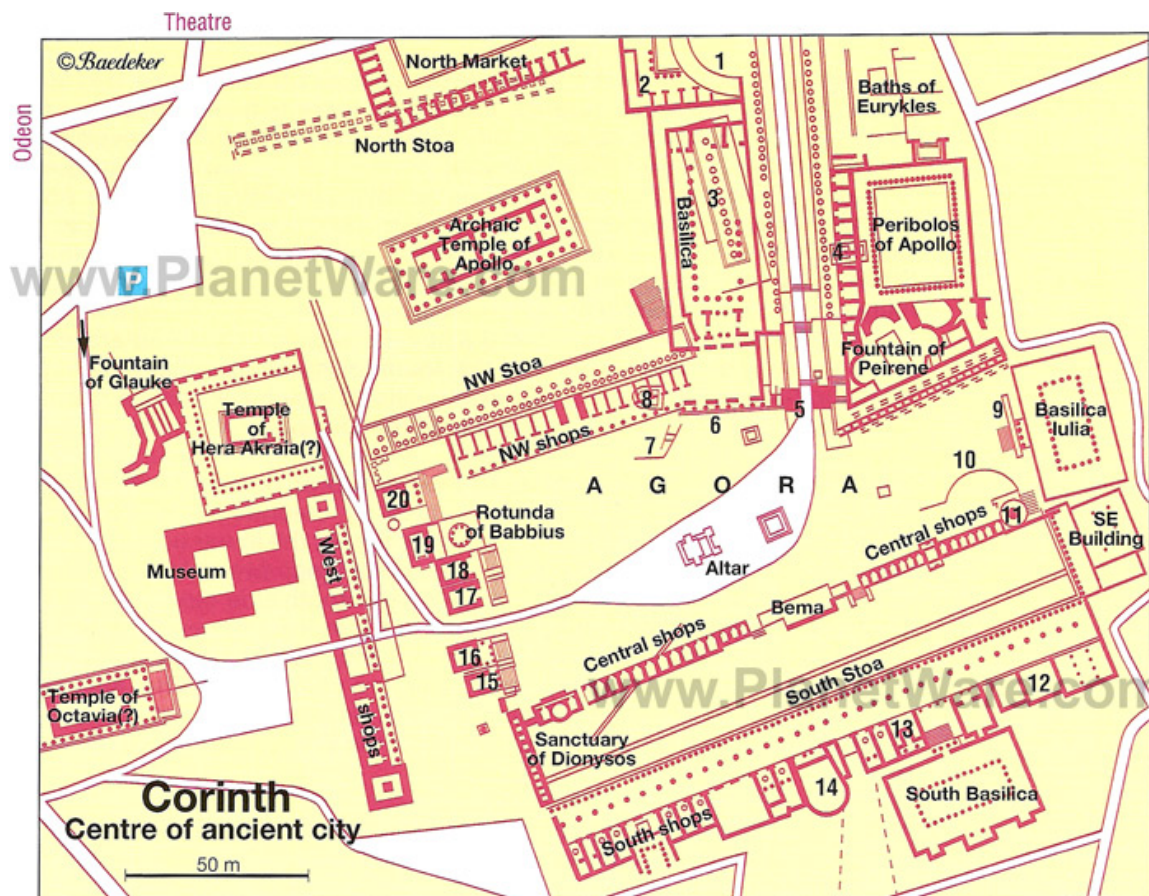 Theatre
©Baedeker
Odeon
North Market
North Stoa
1
2
Baths of
Eurykles
Basilica
3
4
Peribolos
of Apollo
Archaic
Temple of
Apollo
www.PlanetWare.com
P
Fountain
of Glauke
Temple
of
Hera Akraia(?)
NW Stoa
NW shops
8
5
6
7
Fountain of
Peirene
9
Basilica
Iulia
10
11
A G O R A
20
Rotunda
of Babbius
19
18
17
Museum
West
shops
Altar
Central shops
SE
Building
Bema
16
15
Central shops
www.PlanetWare.com
South Stoa
12
Temple of
Octavia(?)
Sanctuary
of Dionysos
13
14
South Basilica
South shops
Corinth
Centre of ancient city
50 m